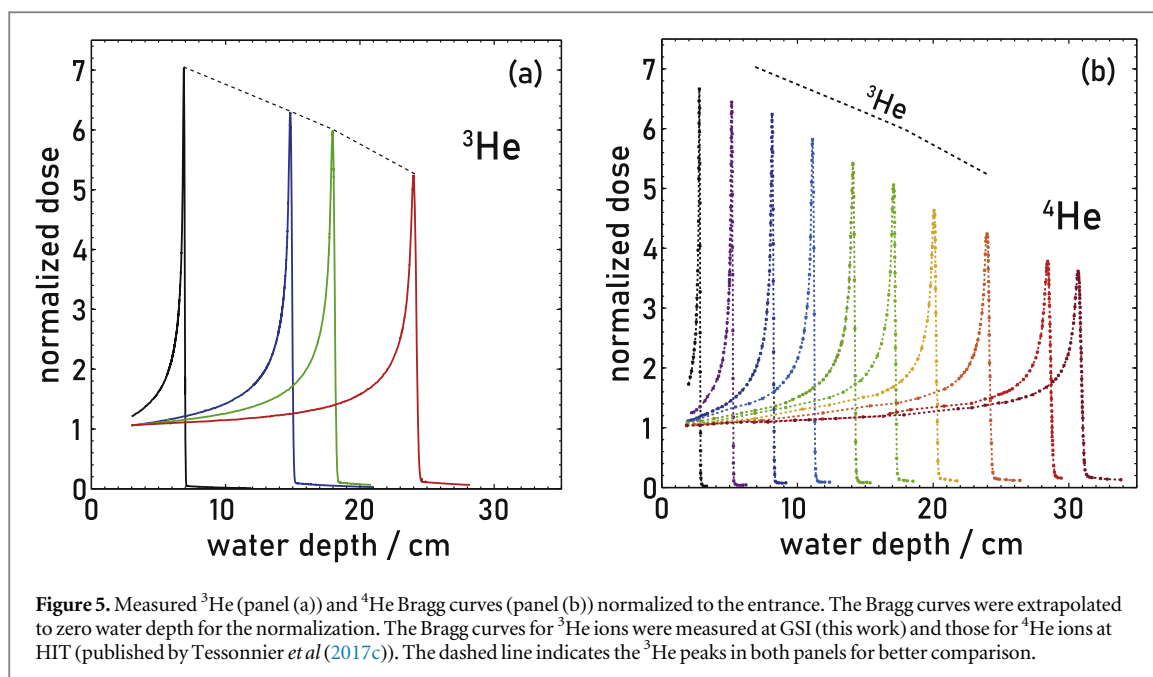 (a)
³He
normalized dose
7
6
5
4
3
2
1
0
0 10 20 30
water depth / cm
(b)
³He
⁴He
normalized dose
7
6
5
4
3
2
1
0
0 10 20 30
water depth / cm
Figure 5. Measured ³He (panel (a)) and ⁴He Bragg curves (panel (b)) normalized to the entrance. The Bragg curves were extrapolated
to zero water depth for the normalization. The Bragg curves for ³He ions were measured at GSI (this work) and those for ⁴He ions at
HIT (published by Tessonnier et al (2017c)). The dashed line indicates the ³He peaks in both panels for better comparison.